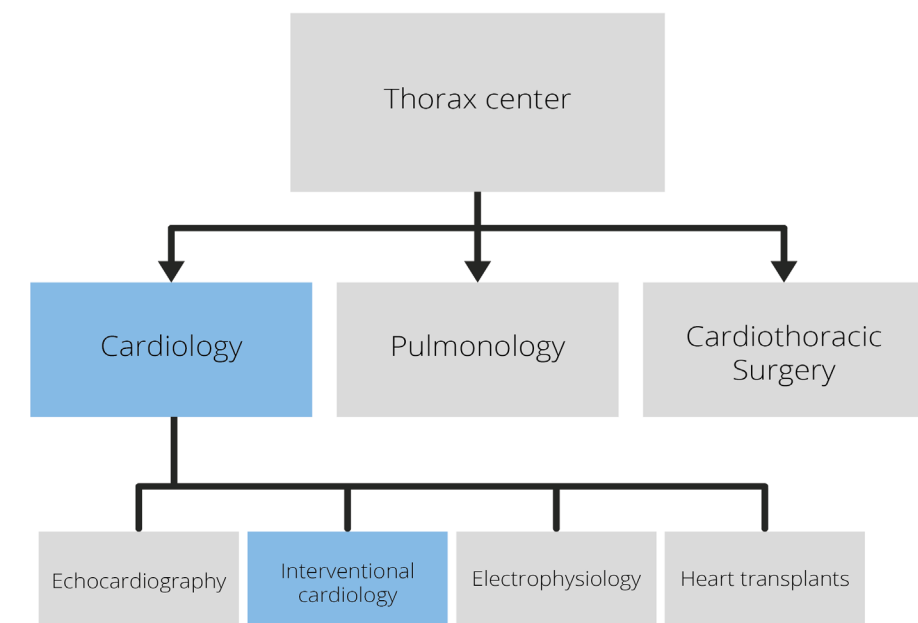 Thorax center
Cardiology
Pulmonology
Cardiothoracic
Surgery
Echocardiography
Interventional
cardiology
Electrophysiology
Heart transplants